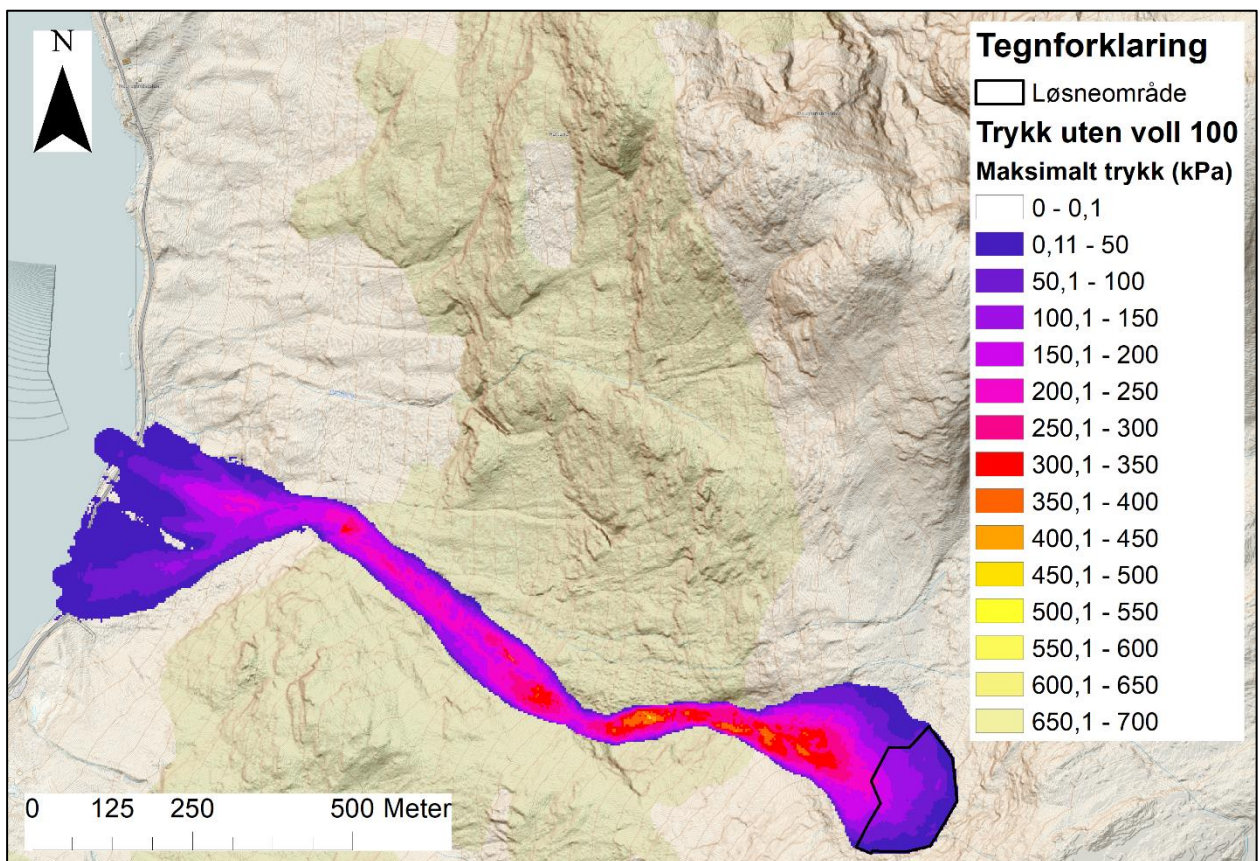 N
Tegnforklaring
Løsneområde
Trykk uten voll 100
Maksimalt trykk (kPa)
0 - 0,1
0,11 - 50
50,1 - 100
100,1 - 150
150,1 - 200
200,1 - 250
250,1 - 300
300,1 - 350
350,1 - 400
400,1 - 450
450,1 - 500
500,1 - 550
550,1 - 600
600,1 - 650
650,1 - 700
0 125 250 500 Meter